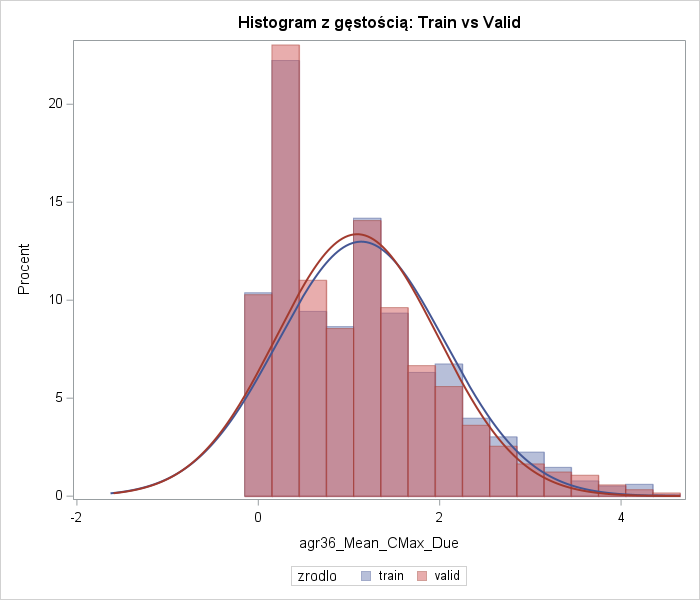 Histogram z gęstością: Train vs Valid
Procent
20
15
10
5
0
-2
0
2
4
agr36_Mean_CMax_Due
zrodlo train valid